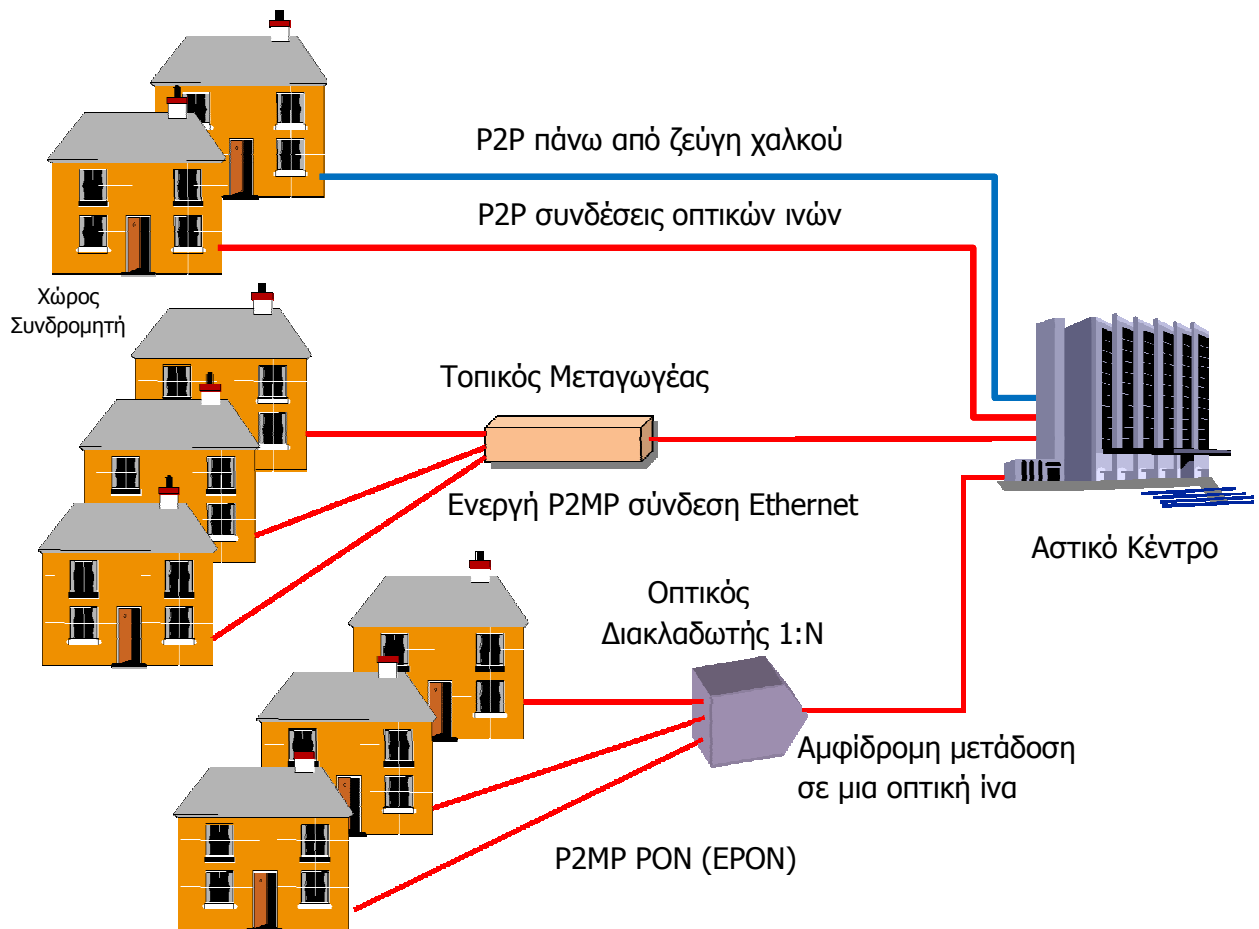 P2P πάνω από ζεύγη χαλκού
P2P συνδέσεις οπτικών ινών
Χώρος
Συνδρομητή
Τοπικός Μεταγωγέας
Ενεργή P2MP σύνδεση Ethernet
Αστικό Κέντρο
Οπτικός
Διακλαδωτής 1:N
Αμφίδρομη μετάδοση
σε μια οπτική ίνα
P2MP PON (EPON)